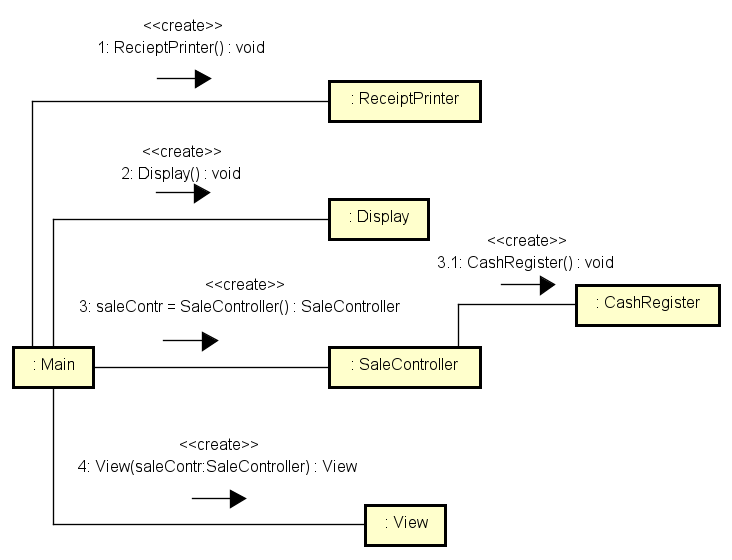 <<create>>
1: RecieptPrinter() : void
: ReceiptPrinter
<<create>>
2: Display() : void
: Display
<<create>>
3.1: CashRegister() : void
: CashRegister
<<create>>
3: saleContr = SaleController() : SaleController
: Main
: SaleController
<<create>>
4: View(saleContr:SaleController) : View
: View